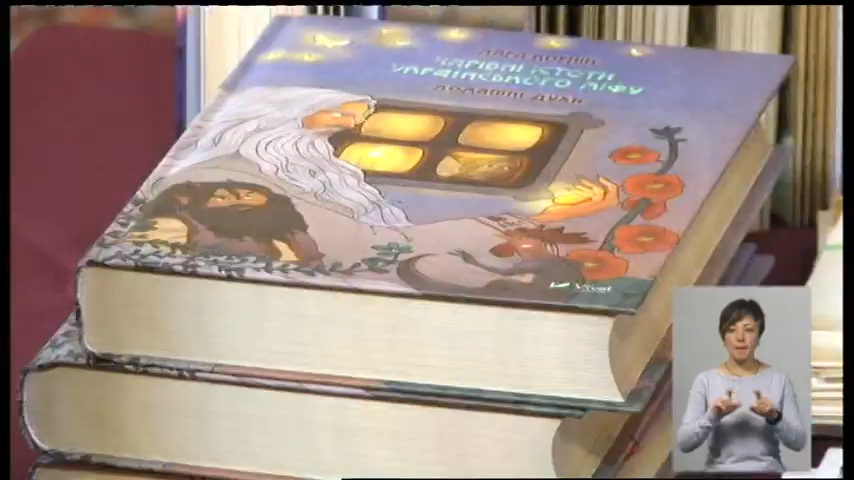 ДАРА КОРНІЙ
ЧАРІВНІ ІСТОТИ
УКРАЇНСЬКОГО МІФУ
ДОМАШНІ ДУХИ
Vivat